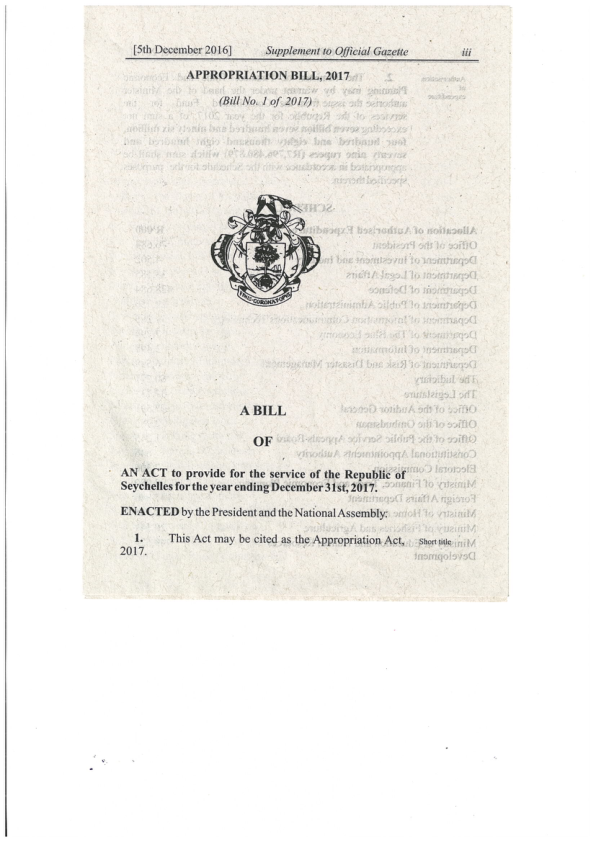 [5th December 2016] Supplement to Official Gazette iii
APPROPRIATION BILL, 2017
(Bill No. 1 of 2017)
FINIS CORONAT OPUS
A BILL
OF
AN ACT to provide for the service of the Republic of
Seychelles for the year ending December 31st, 2017.
ENACTED by the President and the National Assembly.
1. This Act may be cited as the Appropriation Act, Short title
2017.